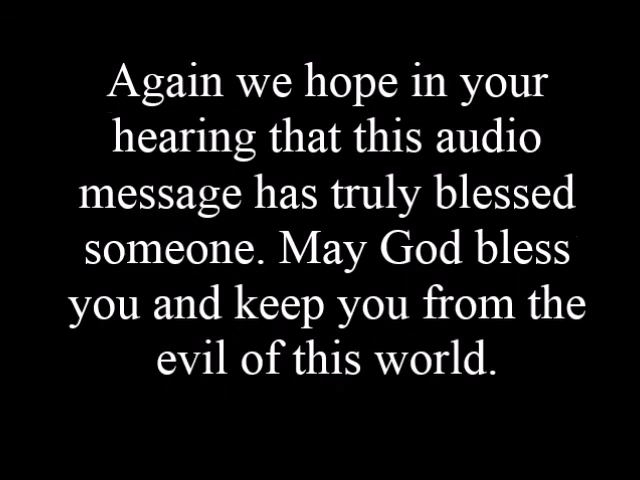 Again we hope in your
hearing that this audio
message has truly blessed
someone. May God bless
you and keep you from the
evil of this world.